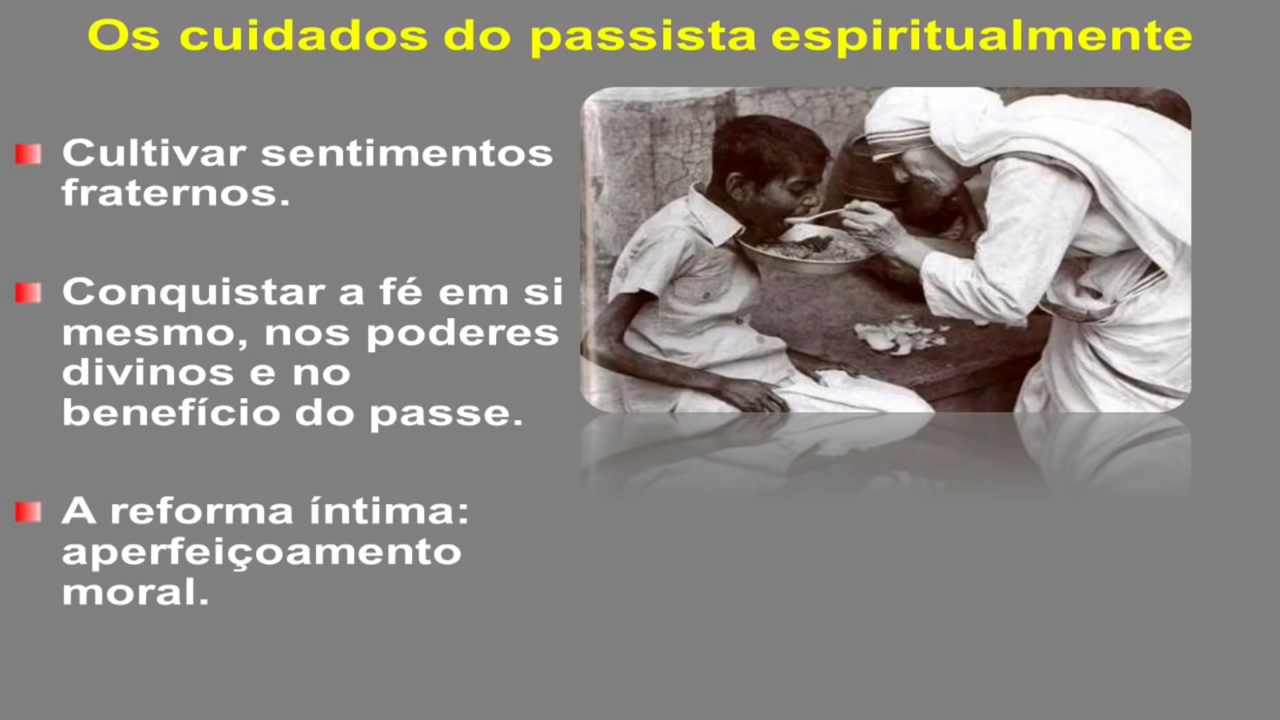 Os cuidados do passista espiritualmente
Cultivar sentimentos
fraternos.
Conquistar a fé em si
mesmo, nos poderes
divinos e no
benefício do passe.
A reforma íntima:
aperfeiçoamento
moral.